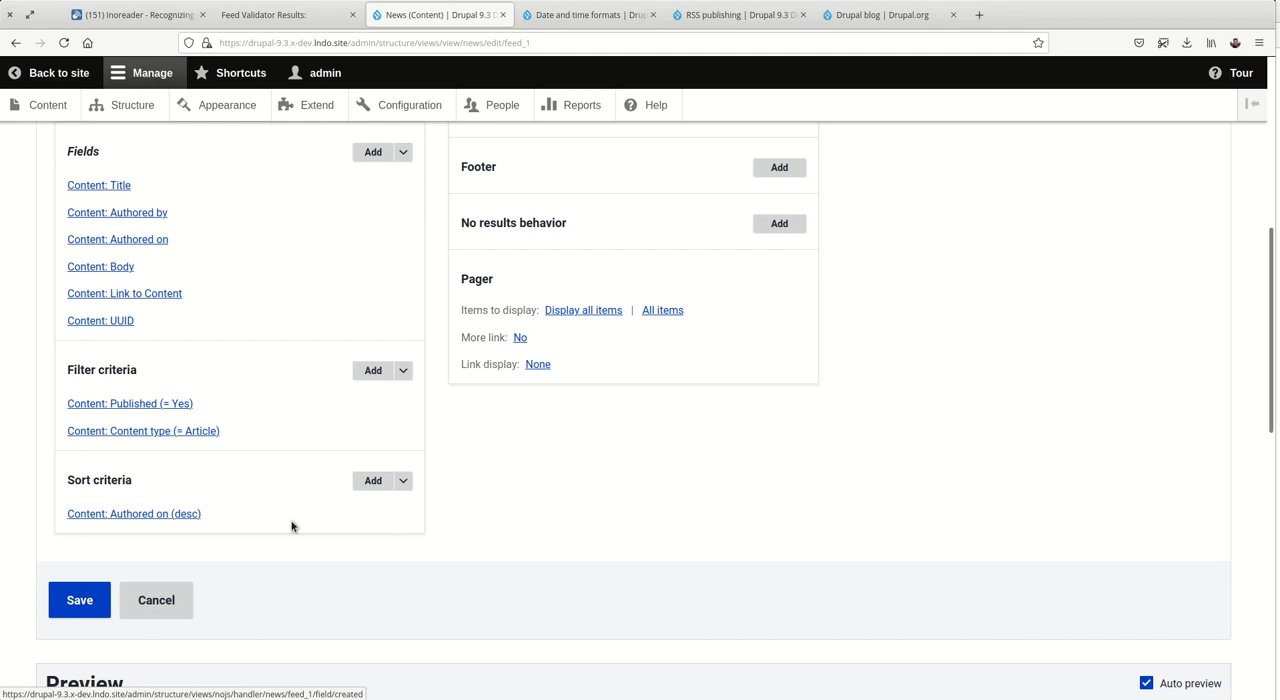 (151) Inoreader - Recognizing
Feed Validator Results:
News (Content) | Drupal 9.3 D
Date and time formats | Dru
RSS publishing | Drupal 9.3 D
Drupal blog | Drupal.org
https://drupal-9.3.x-dev.lndo.site/admin/structure/views/view/news/edit/feed_1
Back to site
Manage
Shortcuts
admin
Tour
Content
Structure
Appearance
Extend
Configuration
People
Reports
Help
Fields
Add
Content: Title
Content: Authored by
Content: Authored on
Content: Body
Content: Link to Content
Content: UUID
Filter criteria
Add
Content: Published (= Yes)
Content: Content type (= Article)
Sort criteria
Add
Content: Authored on (desc)
Footer
Add
No results behavior
Add
Pager
Items to display: Display all items | All items
More link: No
Link display: None
Save
Cancel
Preview
Auto preview
https://drupal-9.3.x-dev.lndo.site/admin/structure/views/nojs/handler/news/feed_1/field/created